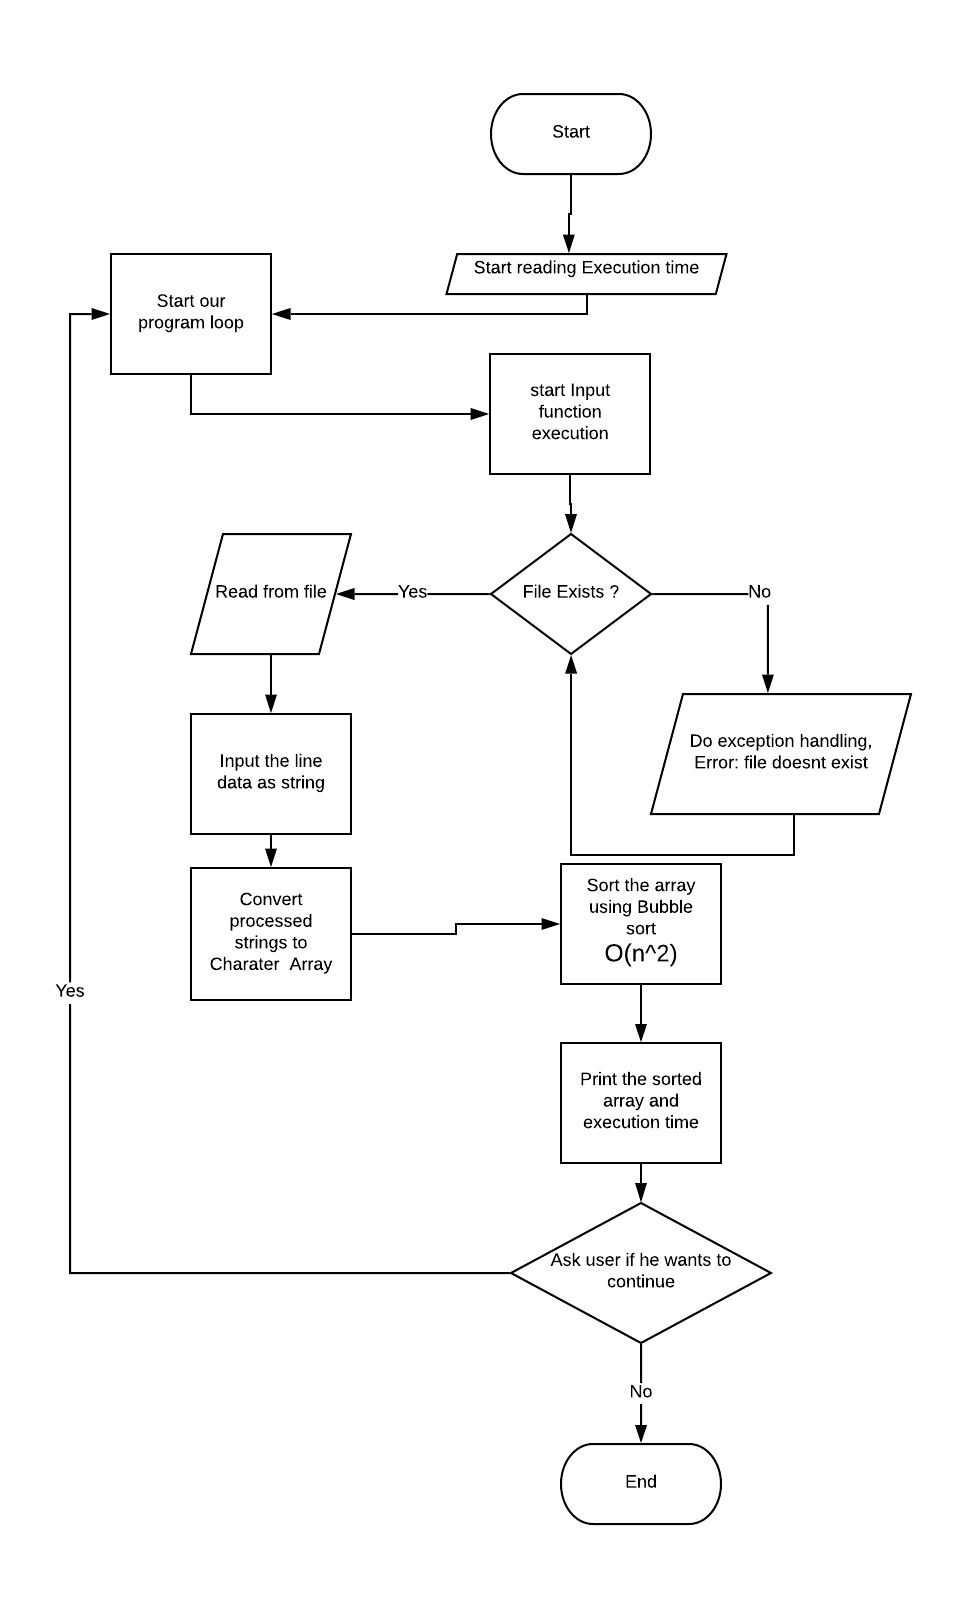 Start
Start reading Execution time
Start our
program loop
start Input
function
execution
File Exists ?
Yes
No
Read from file
Do exception handling,
Error: file doesnt exist
Input the line
data as string
Convert
processed
strings to
Charater  Array
Sort the array
using Bubble
sort
O(n^2)
Yes
Print the sorted
array and
execution time
Ask user if he wants to
continue
No
End